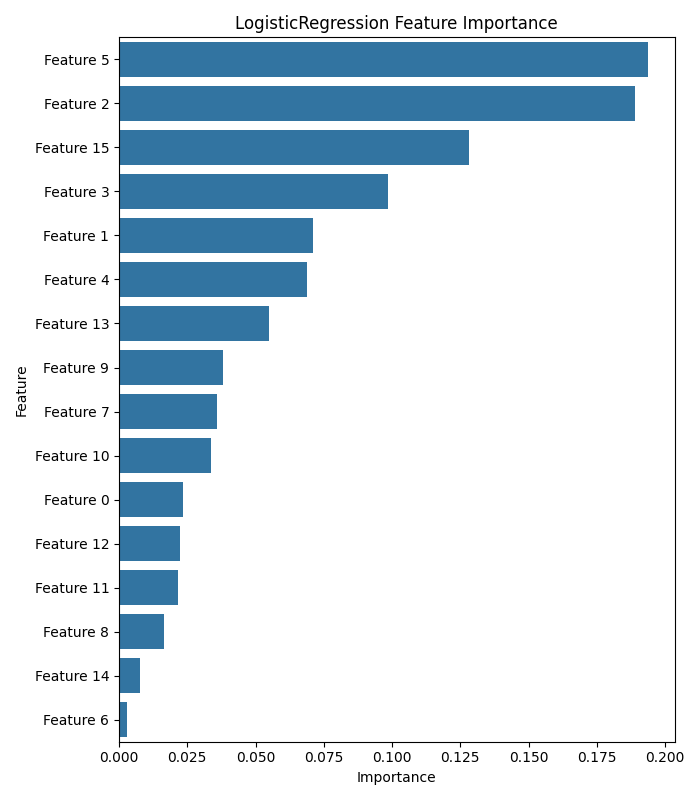 LogisticRegression Feature Importance
Feature 5
Feature 2
Feature 15
Feature 3
Feature 1
Feature 4
Feature 13
Feature 9
Feature 7
Feature 10
Feature 0
Feature 12
Feature 11
Feature 8
Feature 14
Feature 6
Feature
0.000 0.025 0.050 0.075 0.100 0.125 0.150 0.175 0.200
Importance